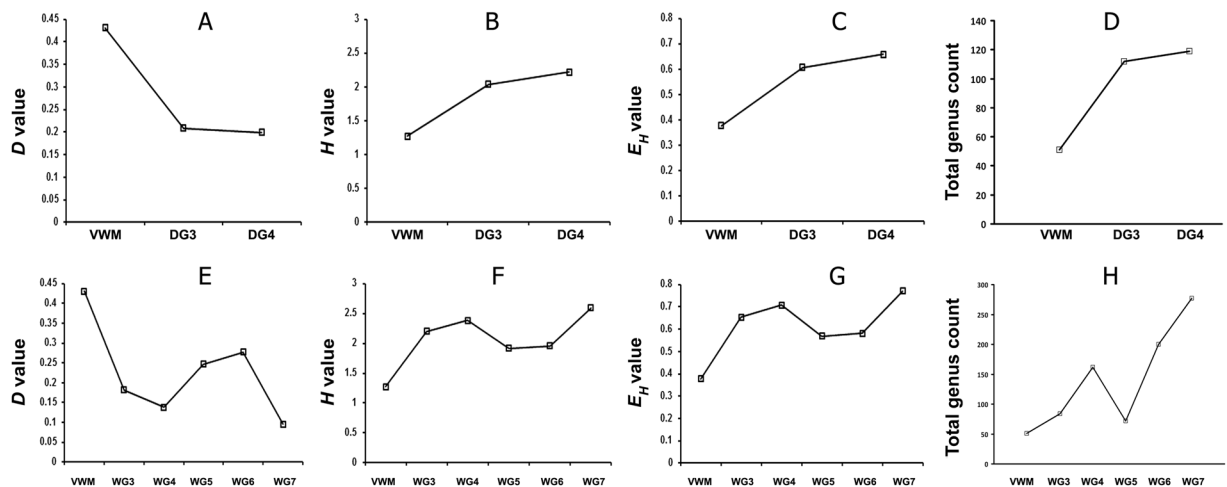 A
D value
0.45
0.4
0.35
0.3
0.25
0.2
0.15
0.1
0.05
0
VWM DG3 DG4
B
H value
3
2.5
2
1.5
1
0.5
0
VWM DG3 DG4
C
E_H value
0.8
0.7
0.6
0.5
0.4
0.3
0.2
0.1
0
VWM DG3 DG4
D
Total genus count
140
120
100
80
60
40
20
0
VWM DG3 DG4
E
D value
0.45
0.4
0.35
0.3
0.25
0.2
0.15
0.1
0.05
0
VWM WG3 WG4 WG5 WG6 WG7
F
H value
3
2.5
2
1.5
1
0.5
0
VWM WG3 WG4 WG5 WG6 WG7
G
E_H value
0.8
0.7
0.6
0.5
0.4
0.3
0.2
0.1
0
VWM WG3 WG4 WG5 WG6 WG7
H
Total genus count
300
250
200
150
100
50
0
VWM WG3 WG4 WG5 WG6 WG7